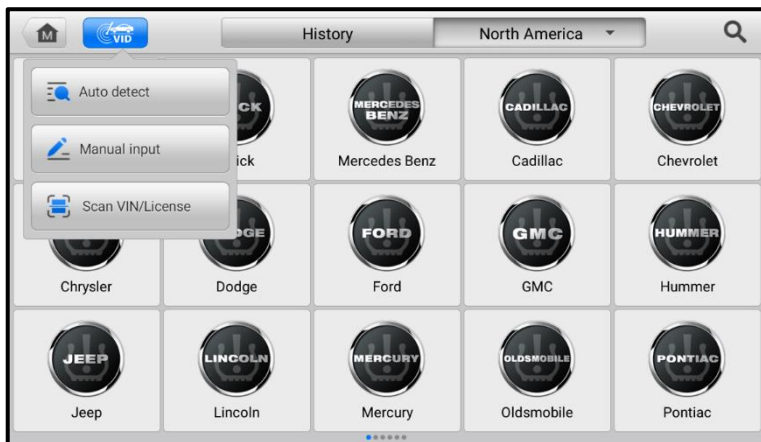 M
VID
History
North America
Auto detect
Manual input
Scan VIN/License
CK
ick
MERCEDES
BENZ
Mercedes Benz
CADILLAC
Cadillac
CHEVROLET
Chevrolet
Chrysler
DGE
Dodge
FORD
Ford
GMC
GMC
HUMMER
Hummer
JEEP
Jeep
LINCOLN
Lincoln
MERCURY
Mercury
OLDSMOBILE
Oldsmobile
PONTIAC
Pontiac